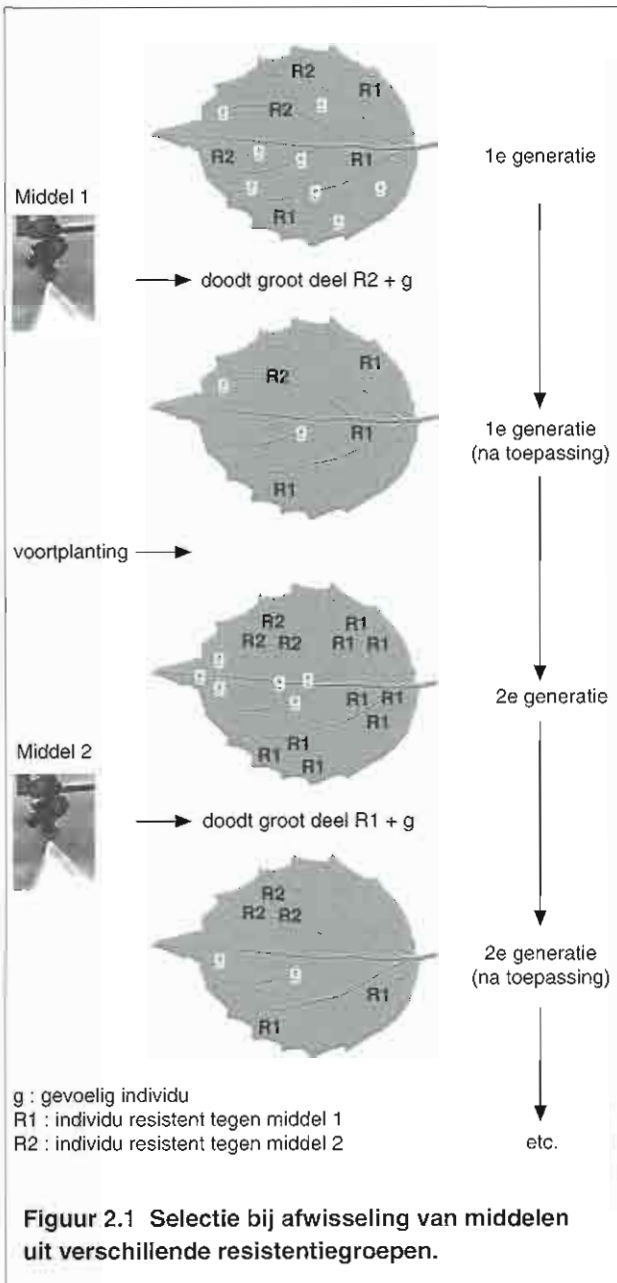 R2
R1
g
R2
g
R2
g
g
R1
g
g
g
R1
g
1e generatie
Middel 1
doodt groot deel R2 + g
R1
g
R2
g
R1
R1
1e generatie
(na toepassing)
voortplanting
R2
R2 R2
R1
R1 R1
g
g
g
g
g
g
R1 R1
R1
R1
R1
R1
2e generatie
Middel 2
doodt groot deel R1 + g
R2
R2 R2
g
g
R1
R1
2e generatie
(na toepassing)
g : gevoelig individu
R1 : individu resistent tegen middel 1
R2 : individu resistent tegen middel 2
etc.
Figuur 2.1 Selectie bij afwisseling van middelen
uit verschillende resistentiegroepen.